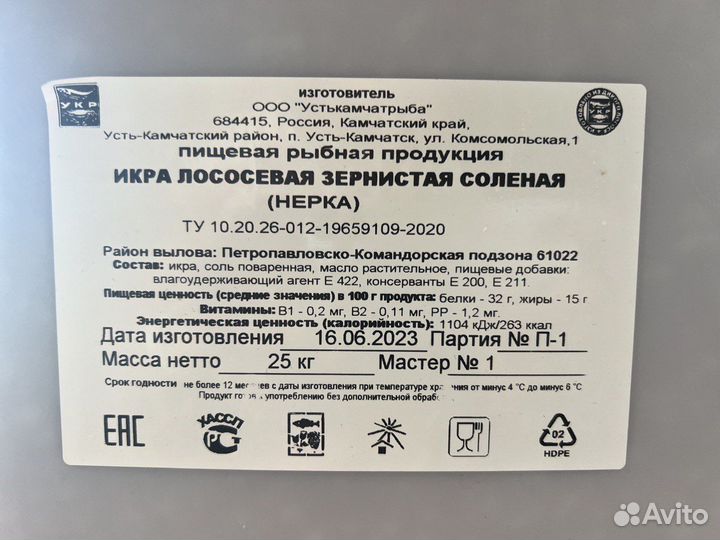 УКР
изготовитель
ООО "Устькамчатрыба"
684415, Россия, Камчатский край,
Усть-Камчатский район, п. Усть-Камчатск, ул. Комсомольская,1
УКР
пищевая рыбная продукция
ИКРА ЛОСОСЕВАЯ ЗЕРНИСТАЯ СОЛЕНАЯ
(НЕРКА)
ТУ 10.20.26-012-19659109-2020
Район вылова: Петропавловско-Командорская подзона 61022
Состав: икра, соль поваренная, масло растительное, пищевые добавки:
влагоудерживающий агент Е 422, консерванты Е 200, Е 211.
Пищевая ценность (средние значения) в 100 г продукта: белки - 32 г, жиры - 15 г
Витамины: В1 - 0,2 мг, В2 - 0,11 мг, РР - 1,2 мг.
Энергетическая ценность (калорийность): 1104 кДж/263 ккал
Дата изготовления 16.06.2023 Партия № П-1
Масса нетто 25 кг Мастер № 1
Срок годности не более 12 месяцев с даты изготовления при температуре хранения от минус 4 °С до минус 6 °С
Продукт готов к употреблению без дополнительной
ЕАС
ХАССП
РСТ
02
HDPE
Avito